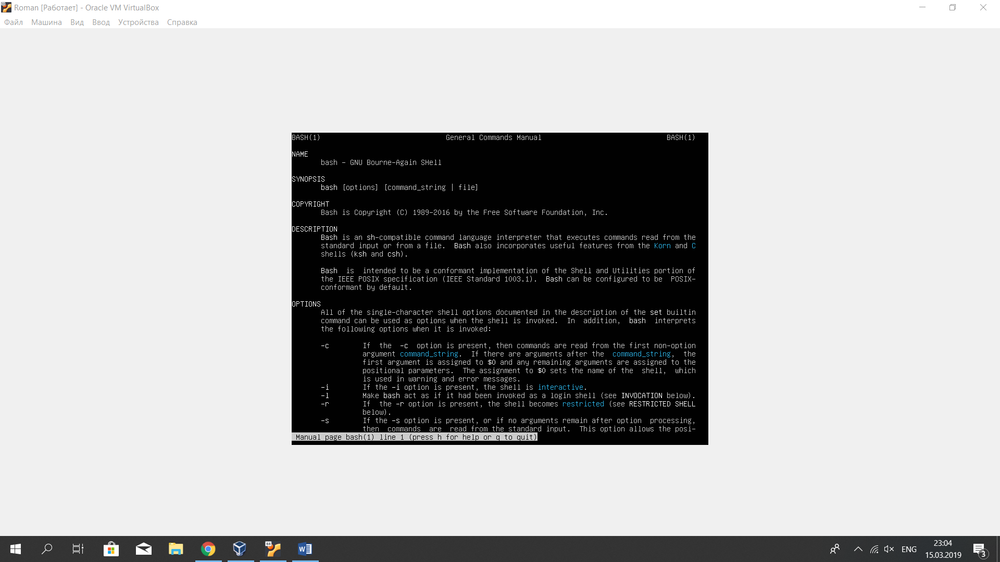 Roman [Работает] - Oracle VM VirtualBox
Файл Машина Вид Ввод Устройства Справка
BASH(1) General Commands Manual BASH(1)
NAME
bash - GNU Bourne-Again SHell
SYNOPSIS
bash [options] [command_string | file]
COPYRIGHT
Bash is Copyright (C) 1989-2016 by the Free Software Foundation, Inc.
DESCRIPTION
Bash is an sh-compatible command language interpreter that executes commands read from the
standard input or from a file. Bash also incorporates useful features from the Korn and C
shells (ksh and csh).
Bash is intended to be a conformant implementation of the Shell and Utilities portion of
the IEEE POSIX specification (IEEE Standard 1003.1). Bash can be configured to be POSIX-
conformant by default.
OPTIONS
All of the single-character shell options documented in the description of the set builtin
command can be used as options when the shell is invoked. In addition, bash interprets
the following options when it is invoked:
-c If the -c option is present, then commands are read from the first non-option
argument command_string. If there are arguments after the command_string, the
first argument is assigned to $0 and any remaining arguments are assigned to the
positional parameters. The assignment to $0 sets the name of the shell, which
is used in warning and error messages.
-i If the -i option is present, the shell is interactive.
-l Make bash act as if it had been invoked as a login shell (see INVOCATION below).
-r If the -r option is present, the shell becomes restricted (see RESTRICTED SHELL
below).
-s If the -s option is present, or if no arguments remain after option processing,
then commands are read from the standard input. This option allows the posi-
Manual page bash(1) line 1 (press h for help or q to quit)
64
ENG
23:04
15.03.2019
3